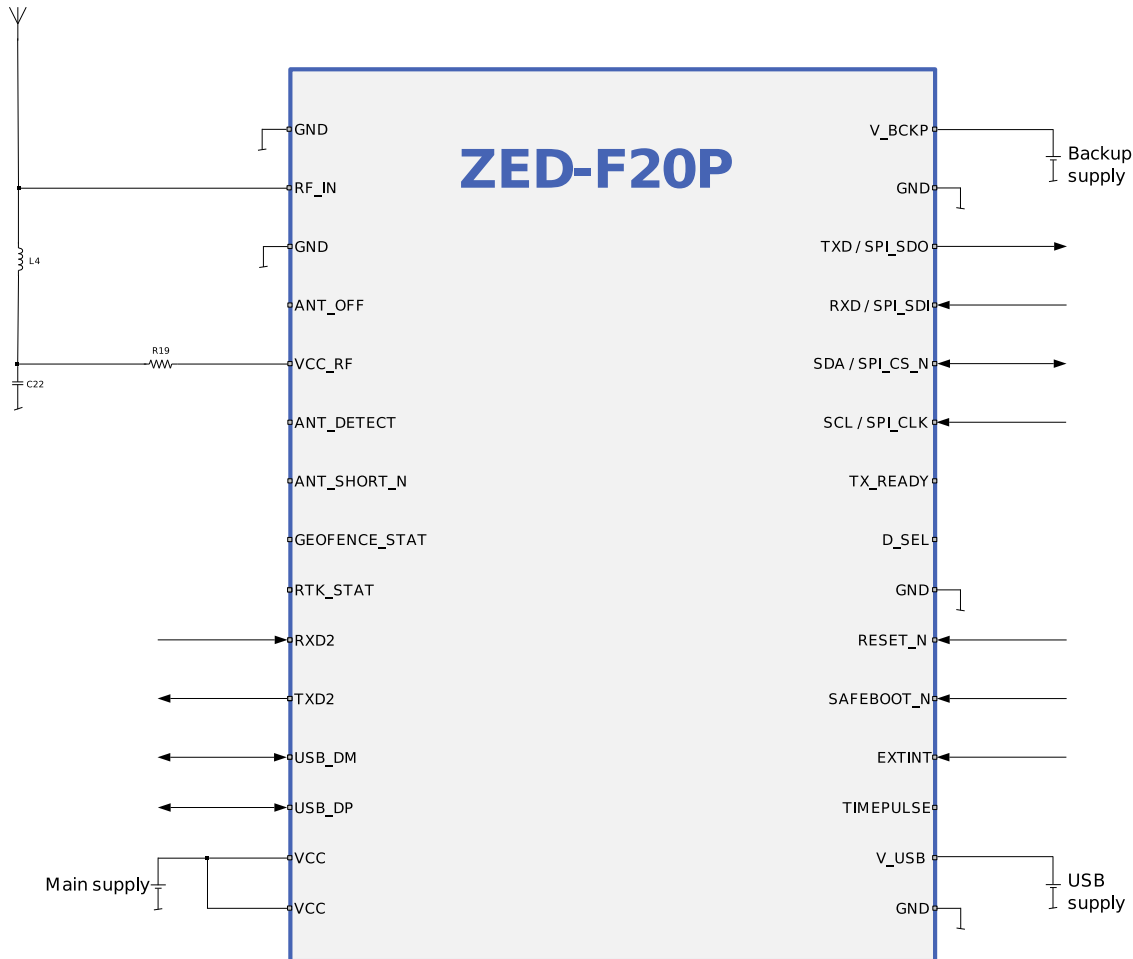 ZED-F20P
GND
RF_IN
GND
ANT_OFF
VCC_RF
ANT_DETECT
ANT_SHORT_N
GEOFENCE_STAT
RTK_STAT
RXD2
TXD2
USB_DM
USB_DP
VCC
VCC
L4
R19
C22
Main supply
V_BCKP
GND
TXD / SPI_SDO
RXD / SPI_SDI
SDA / SPI_CS_N
SCL / SPI_CLK
TX_READY
D_SEL
GND
RESET_N
SAFEBOOT_N
EXTINT
TIMEPULSE
V_USB
GND
Backup
supply
USB
supply